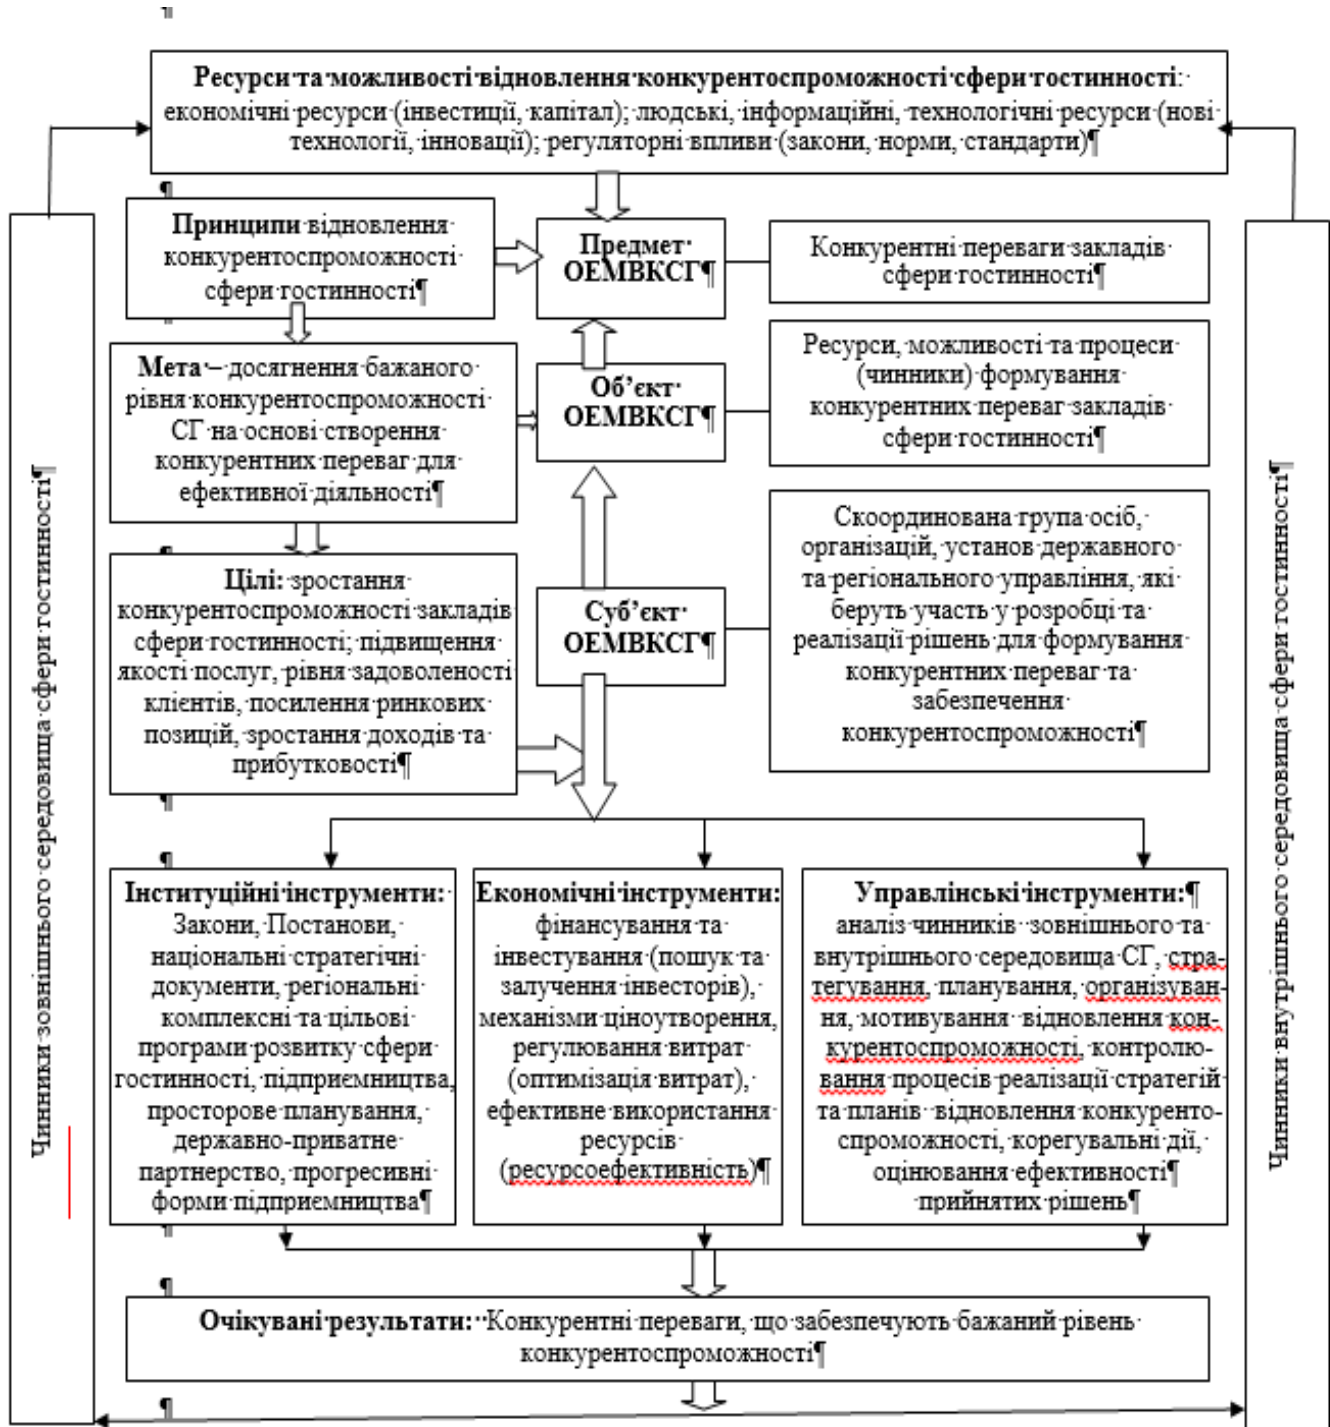 Ресурси та можливості відновлення конкурентоспроможності сфери гостинності:
економічні ресурси (інвестиції, капітал); людські, інформаційні, технологічні ресурси (нові
технології, інновації); регуляторні впливи (закони, норми, стандарти)¶
Принципи відновлення
конкурентоспроможності
сфери гостинності¶
Предмет
ОЕМВКСГ¶
Конкурентні переваги закладів
сфери гостинності¶
Мета – досягнення бажаного
рівня конкурентоспроможності
СГ на основі створення
конкурентних переваг для
ефективної діяльності¶
Об’єкт
ОЕМВКСГ¶
Ресурси, можливості та процеси
(чинники) формування
конкурентних переваг закладів
сфери гостинності¶
Цілі: зростання
конкурентоспроможності закладів
сфери гостинності; підвищення
якості послуг, рівня задоволеності
клієнтів, посилення ринкових
позицій, зростання доходів та
прибутковості¶
Суб’єкт
ОЕМВКСГ¶
Скоординована група осіб,
організацій, установ державного
та регіонального управління, які
беруть участь у розробці та
реалізації рішень для формування
конкурентних переваг та
забезпечення
конкурентоспроможності¶
Чинники зовнішнього середовища сфери гостинності¶
Чинники внутрішнього середовища сфери гостинності¶
Інституційні інструменти:
Закони, Постанови,
національні стратегічні
документи, регіональні
комплексні та цільові
програми розвитку сфери
гостинності, підприємництва,
просторове планування,
державно-приватне
партнерство, прогресивні
форми підприємництва¶
Економічні інструменти:
фінансування та
інвестування (пошук та
залучення інвесторів),
механізми ціноутворення,
регулювання витрат
(оптимізація витрат),
ефективне використання
ресурсів
(ресурсоефективність)¶
Управлінські інструменти:¶
аналіз чинників зовнішнього та
внутрішнього середовища СГ, стра-
тегування, планування, організуван-
ня, мотивування відновлення кон-
курентоспроможності, контролю-
вання процесів реалізації стратегій
та планів відновлення конкуренто-
спроможності, корегувальні дії,
оцінювання ефективності¶
прийнятих рішень¶
Очікувані результати: Конкурентні переваги, що забезпечують бажаний рівень
конкурентоспроможності¶